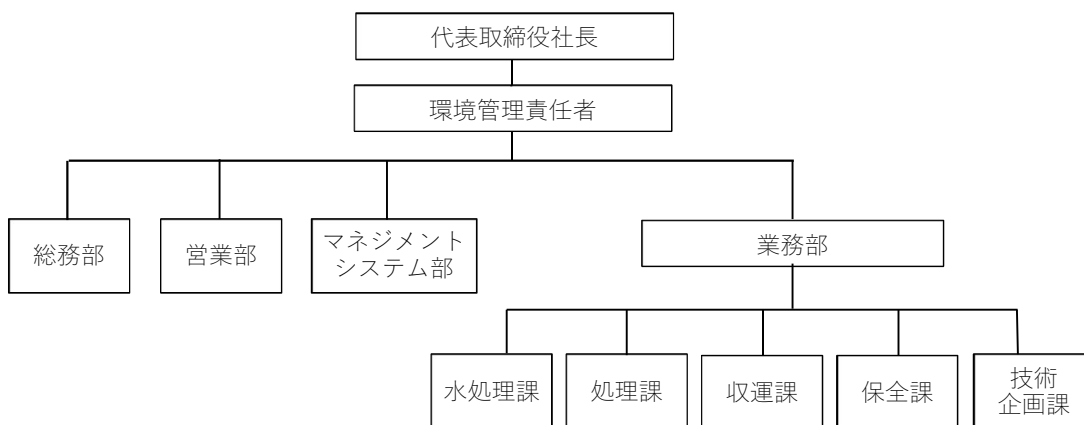 代表取締役社長
環境管理責任者
総務部
営業部
マネジメント
システム部
業務部
水処理課
処理課
収運課
保全課
技術
企画課